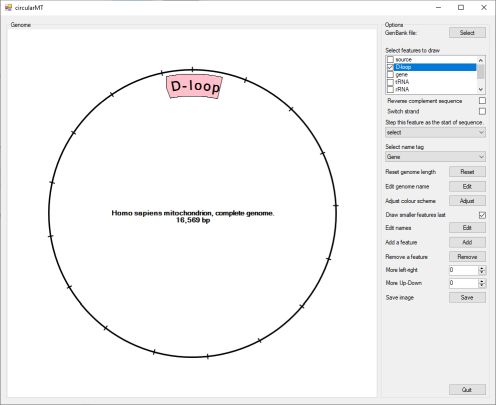 circularMT
Genome
D-loop
Homo sapiens mitochondrion, complete genome.
16,569 bp
Options
GenBank file:
Select
Select features to draw
source
D-loop
gene
tRNA
rRNA
Reverse complement sequence
Switch strand
Step this feature as the start of sequence.
select
Select name tag
Gene
Reset genome length
Reset
Edit genome name
Edit
Adjust colour scheme
Adjust
Draw smaller features last
Edit names
Edit
Add a feature
Add
Remove a feature
Remove
More left-right
0
More Up-Down
0
Save image
Save
Quit